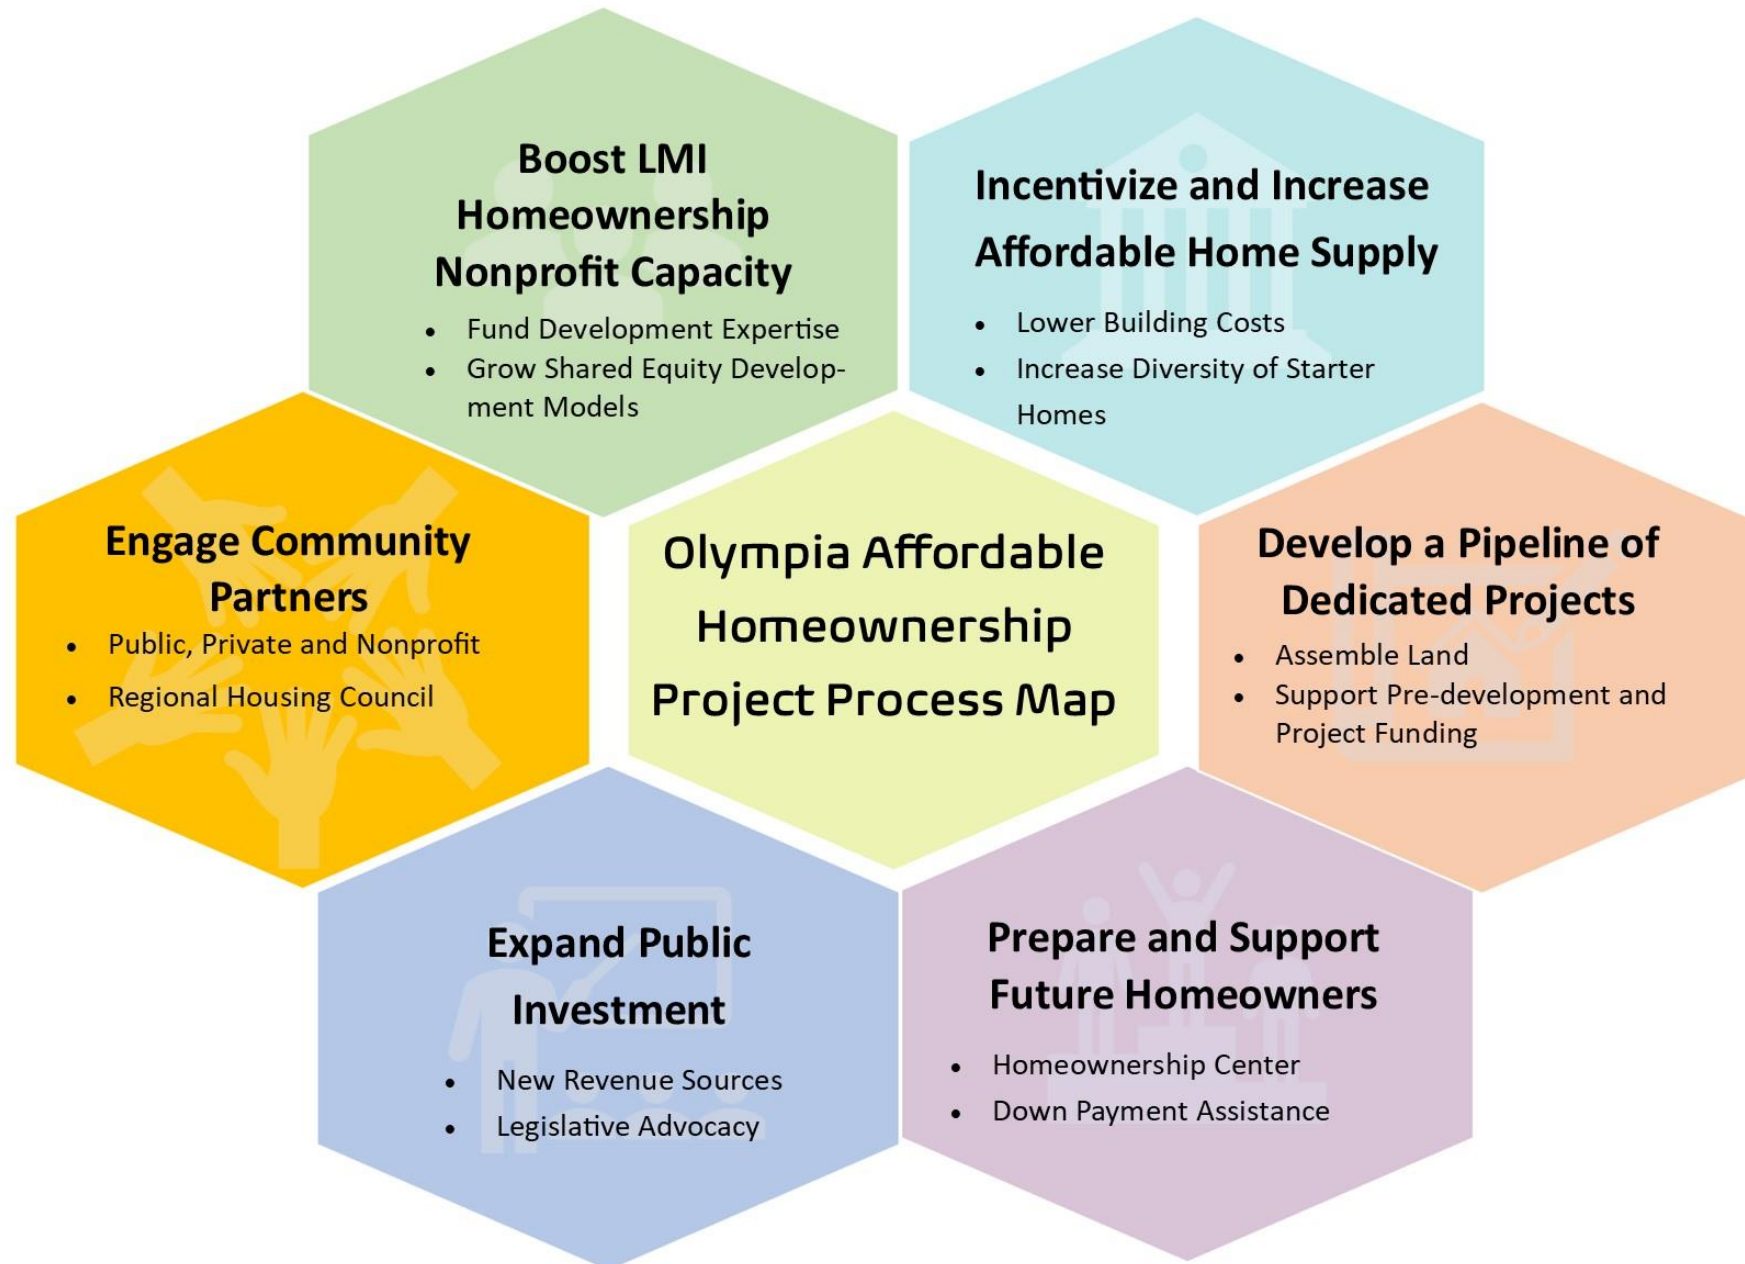 Boost LMI
Homeownership
Nonprofit Capacity
• Fund Development Expertise
• Grow Shared Equity Develop-
ment Models
Incentivize and Increase
Affordable Home Supply
• Lower Building Costs
• Increase Diversity of Starter
Homes
Engage Community
Partners
• Public, Private and Nonprofit
• Regional Housing Council
Olympia Affordable
Homeownership
Project Process Map
Develop a Pipeline of
Dedicated Projects
• Assemble Land
• Support Pre-development and
Project Funding
Expand Public
Investment
• New Revenue Sources
• Legislative Advocacy
Prepare and Support
Future Homeowners
• Homeownership Center
• Down Payment Assistance